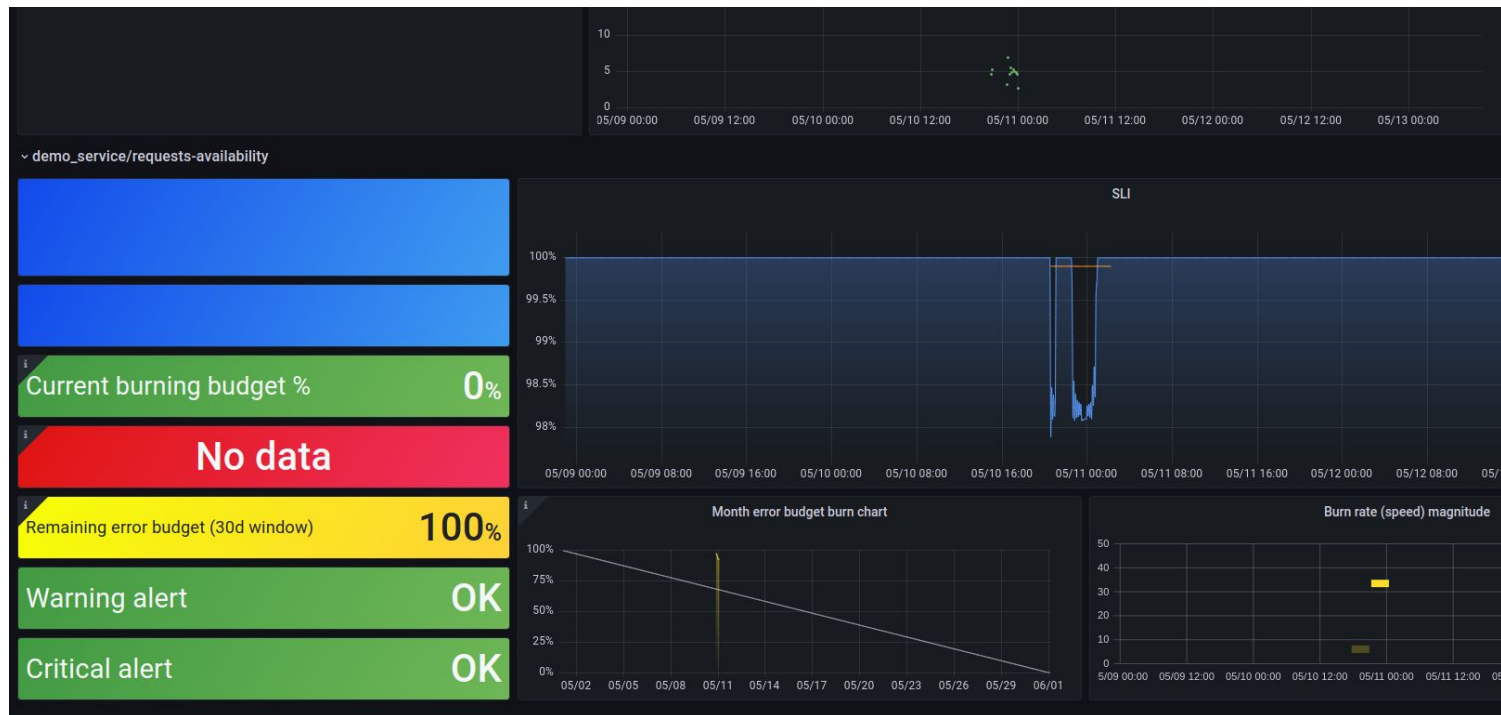 10
5
0
05/09 00:00 05/09 12:00 05/10 00:00 05/10 12:00 05/11 00:00 05/11 12:00 05/12 00:00 05/12 12:00 05/13 00:00
demo_service/requests-availability
SLI
100%
99.5%
99%
98.5%
98%
05/09 00:00 05/09 08:00 05/09 16:00 05/10 00:00 05/10 08:00 05/10 16:00 05/11 00:00 05/11 08:00 05/11 16:00 05/12 00:00 05/12 08:00 05/
Current burning budget % 0%
No data
Remaining error budget (30d window) 100%
Warning alert OK
Critical alert OK
Month error budget burn chart
100%
75%
50%
25%
0%
05/02 05/05 05/08 05/11 05/14 05/17 05/20 05/23 05/26 05/29 06/01
Burn rate (speed) magnitude
50
40
30
20
10
0
5/09 00:00 05/09 12:00 05/10 00:00 05/10 12:00 05/11 00:00 05/11 12:00 05